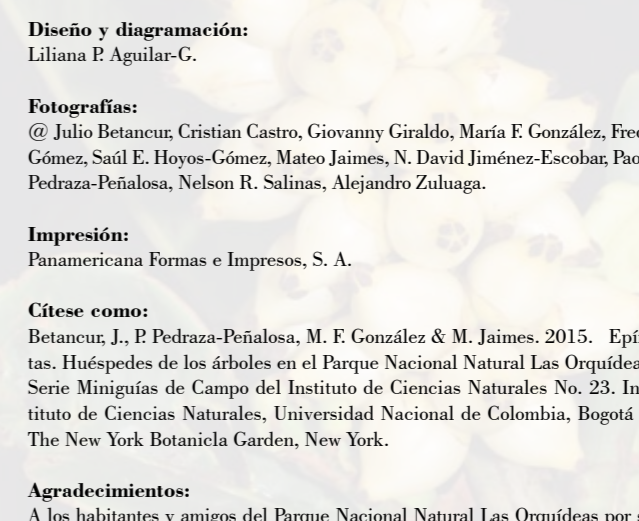 Diseño y diagramación:
Liliana P. Aguilar-G.
Fotografías:
@ Julio Betancur, Cristian Castro, Giovanny Giraldo, María F. González,
Gómez, Saúl E. Hoyos-Gómez, Mateo Jaimes, N. David Jiménez-Escobar,
Pedraza-Peñalosa, Nelson R. Salinas, Alejandro Zuluaga.
Impresión:
Panamericana Formas e Impresos, S. A.
Cítese como:
Betancur, J., P. Pedraza-Peñalosa, M. F. González & M. Jaimes. 2015. Epí
tas. Huéspedes de los árboles en el Parque Nacional Natural Las Orquídea
Serie Miniguías de Campo del Instituto de Ciencias Naturales No. 23. In
tituto de Ciencias Naturales, Universidad Nacional de Colombia, Bogotá
The New York Botanicla Garden, New York.
Agradecimientos:
A los habitantes y amigos del Parque Nacional Natural Las Orquídeas por